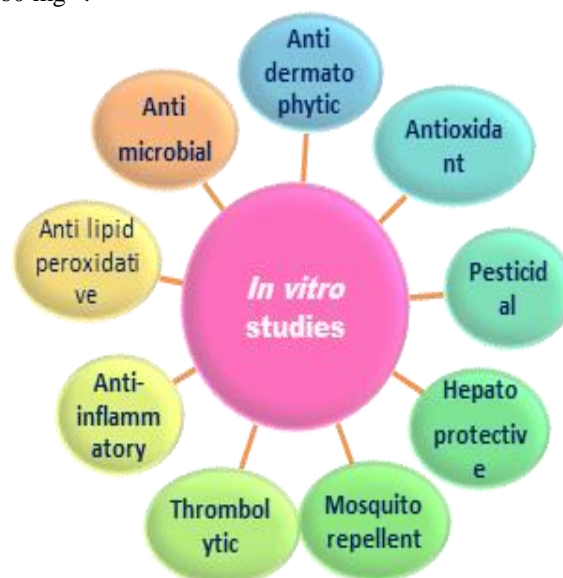 Anti
dermato
phytic
Antioxida
nt
Pesticid
al
Hepato
protectiv
e
Mosquito
repellent
Thrombol
ytic
Anti-
inflamm
atory
Anti lipid
peroxidati
ve
Anti
microbial
In vitro
studies